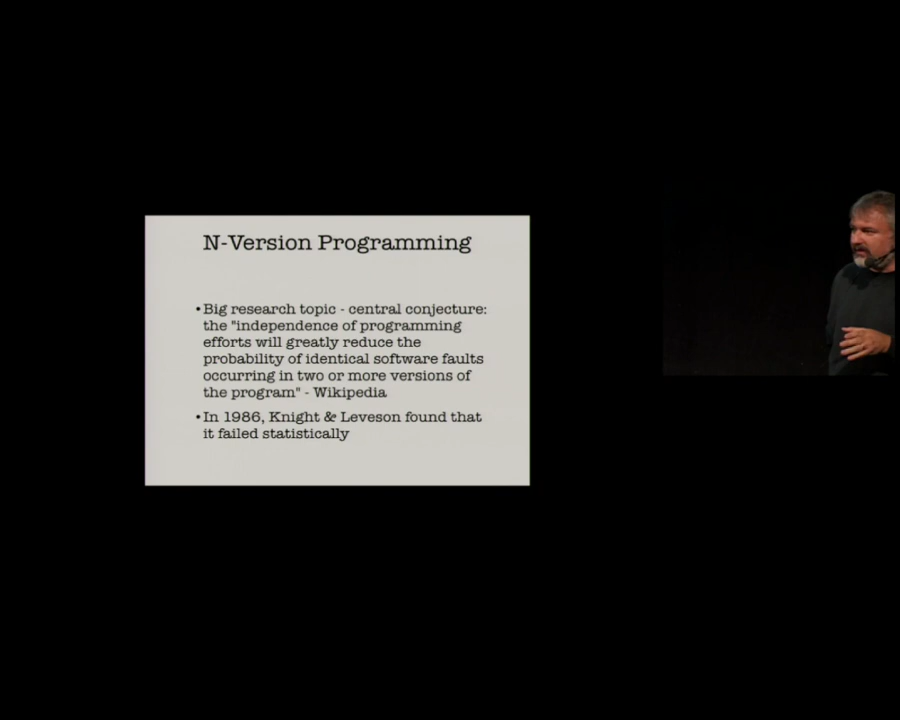 N-Version Programming
•Big research topic - central conjecture:
the "independence of programming
efforts will greatly reduce the
probability of identical software faults
occurring in two or more versions of
the program" - Wikipedia
•In 1986, Knight & Leveson found that
it failed statistically